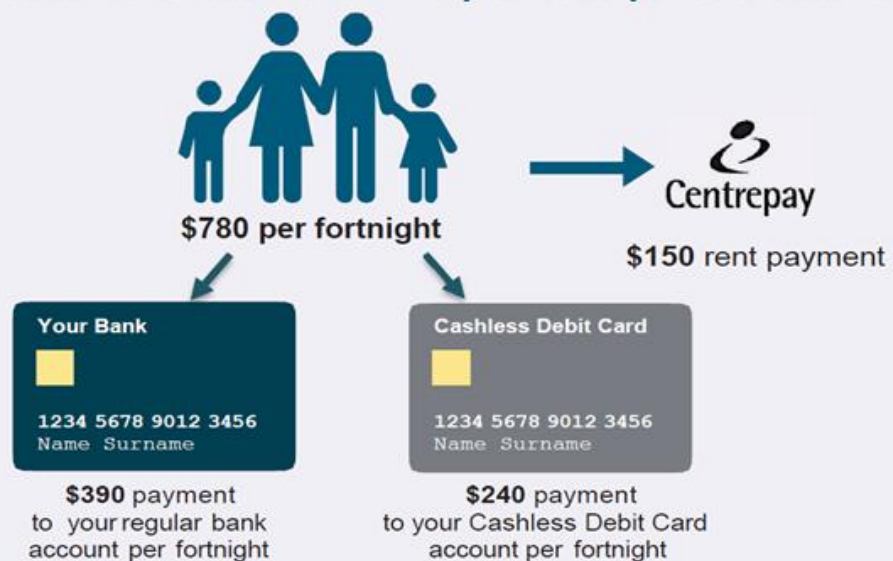 $780 per fortnight
Centrepay
$150 rent payment
Your Bank
1234 5678 9012 3456
Name Surname
Cashless Debit Card
1234 5678 9012 3456
Name Surname
$390 payment
to your regular bank
account per fortnight
$240 payment
to your Cashless Debit Card
account per fortnight